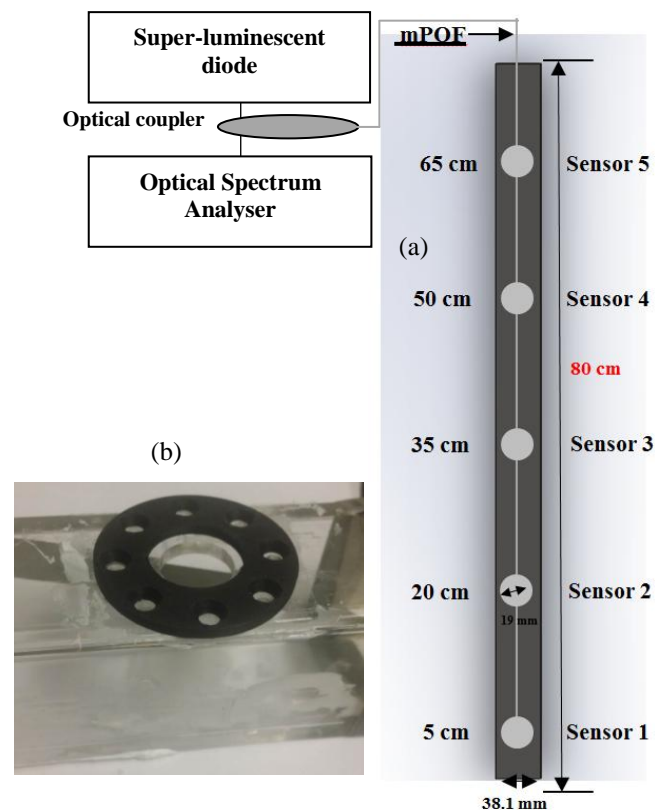 Super-luminescent
diode
mPOF
Optical coupler
Optical Spectrum
Analyser
(a)
65 cm
Sensor 5
50 cm
Sensor 4
80 cm
35 cm
Sensor 3
20 cm
Sensor 2
19 mm
5 cm
Sensor 1
38.1 mm
(b)